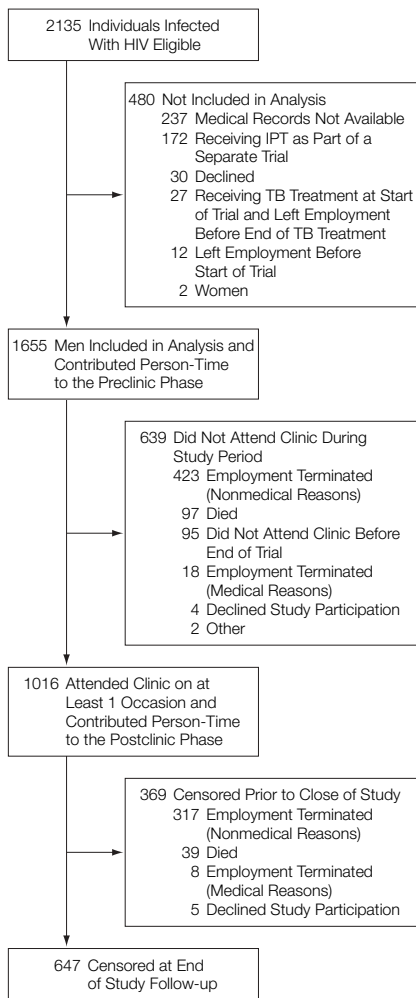 2135 Individuals Infected
With HIV Eligible
480 Not Included in Analysis
237 Medical Records Not Available
172 Receiving IPT as Part of a
Separate Trial
30 Declined
27 Receiving TB Treatment at Start
of Trial and Left Employment
Before End of TB Treatment
12 Left Employment Before
Start of Trial
2 Women
1655 Men Included in Analysis and
Contributed Person-Time
to the Preclinic Phase
639 Did Not Attend Clinic During
Study Period
423 Employment Terminated
(Nonmedical Reasons)
97 Died
95 Did Not Attend Clinic Before
End of Trial
18 Employment Terminated
(Medical Reasons)
4 Declined Study Participation
2 Other
1016 Attended Clinic on at
Least 1 Occasion and
Contributed Person-Time
to the Postclinic Phase
369 Censored Prior to Close of Study
317 Employment Terminated
(Nonmedical Reasons)
39 Died
8 Employment Terminated
(Medical Reasons)
5 Declined Study Participation
647 Censored at End
of Study Follow-up